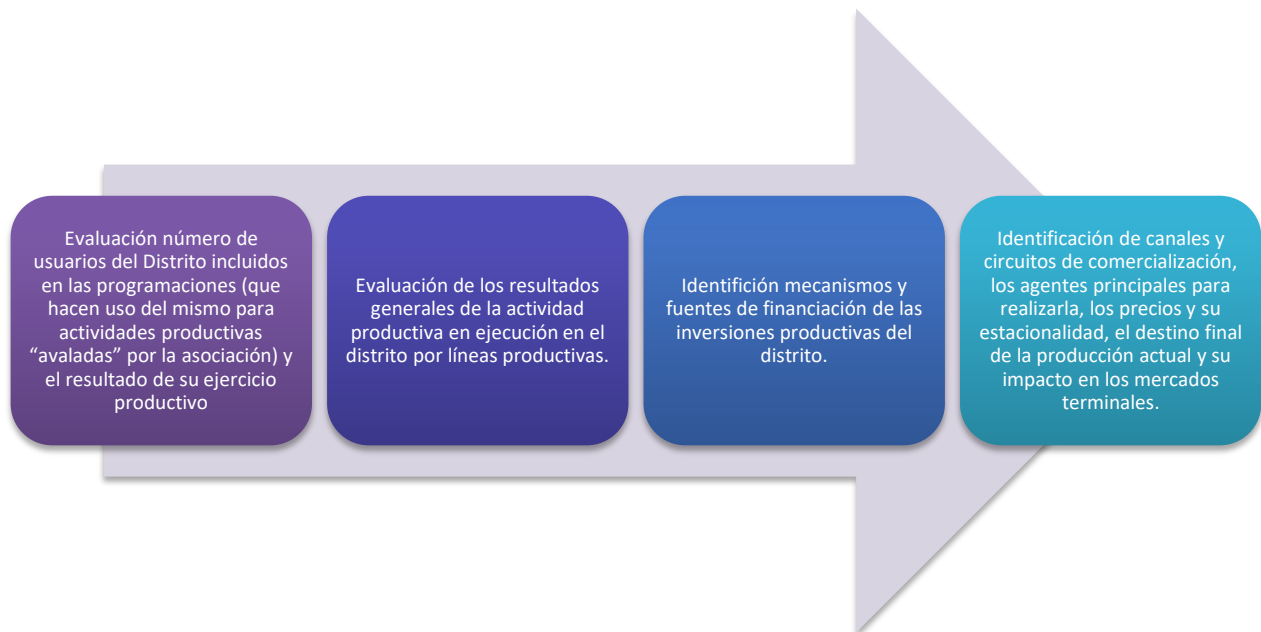 Evaluación número de
usuarios del Distrito incluidos
en las programaciones (que
hacen uso del mismo para
actividades productivas
“avaladas” por la asociación) y
el resultado de su ejercicio
productivo
Evaluación de los resultados
generales de la actividad
productiva en ejecución en el
distrito por líneas productivas.
Identifición mecanismos y
fuentes de financiación de las
inversiones productivas del
distrito.
Identificación de canales y
circuitos de comercialización,
los agentes principales para
realizarla, los precios y su
estacionalidad, el destino final
de la producción actual y su
impacto en los mercados
terminales.